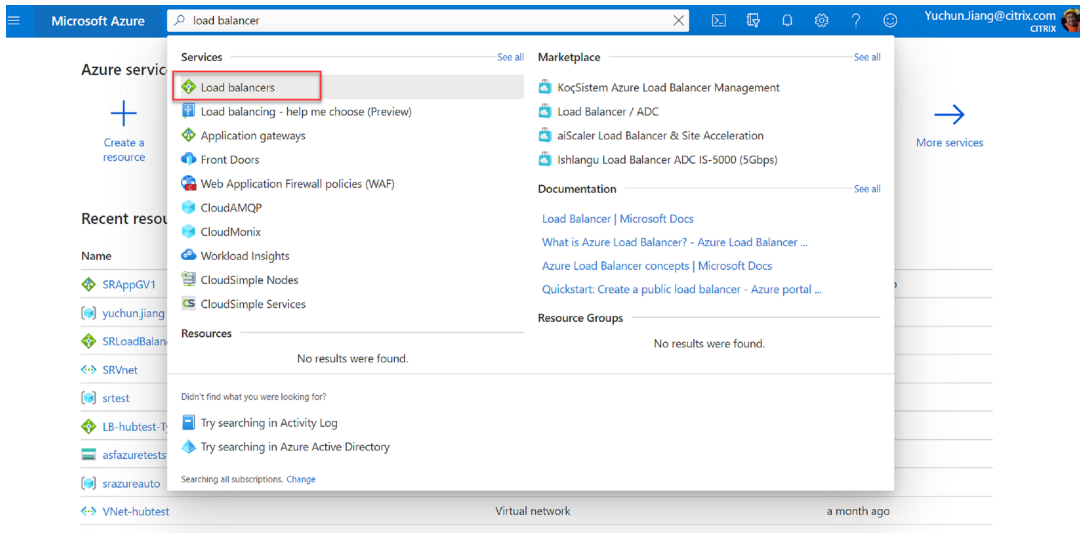 Microsoft Azure
load balancer
Yuchun.Jiang@citrix.com
CITRIX
Azure servic
Create a
resource
More services
Services
See all
Load balancers
Load balancing - help me choose (Preview)
Application gateways
Front Doors
Web Application Firewall policies (WAF)
CloudAMQP
CloudMonix
Workload Insights
CloudSimple Nodes
CS
CloudSimple Services
Resources
No results were found.
Marketplace
See all
KoçSistem Azure Load Balancer Management
Load Balancer / ADC
aiScaler Load Balancer & Site Acceleration
Ishlangu Load Balancer ADC IS-5000 (5Gbps)
Documentation
See all
Load Balancer | Microsoft Docs
What is Azure Load Balancer? - Azure Load Balancer ...
Azure Load Balancer concepts | Microsoft Docs
Quickstart: Create a public load balancer - Azure portal ...
Resource Groups
No results were found.
Didn't find what you were looking for?
Try searching in Activity Log
Try searching in Azure Active Directory
Searching all subscriptions. Change
Recent resou
Name
SRAppGV1
yuchun.jiang
SRLoadBalan
SRVnet
srtest
LB-hubtest-T
asfazuretests
srazureauto
VNet-hubtest
Virtual network
a month ago